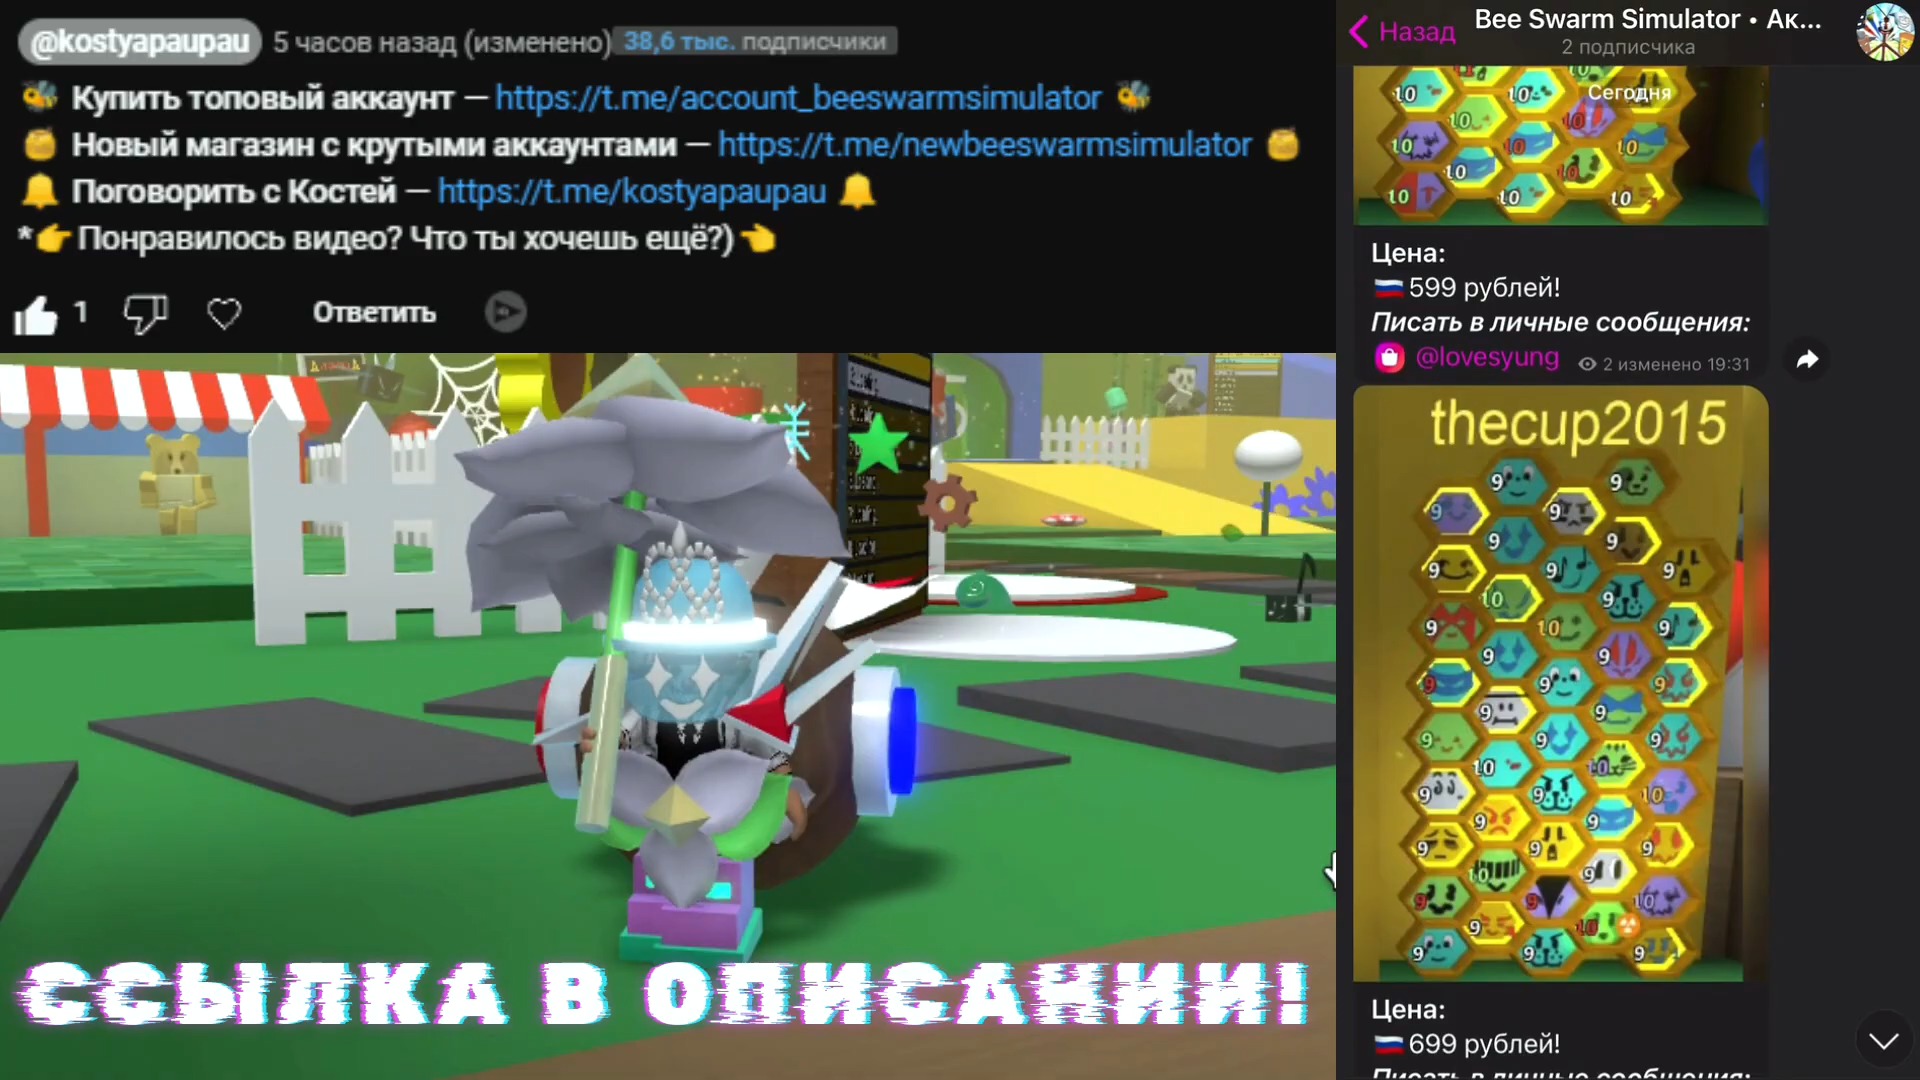 @kostyapaupau 5 часов назад (изменено) 38,6 тыс. подписчики
Купить топовый аккаунт — https://t.me/account_beeswarmsimulator
Новый магазин с крутыми аккаунтами — https://t.me/newbeeswarmsimulator
Поговорить с Костей — https://t.me/kostyapaupau
*👉 Понравилось видео? Что ты хочешь ещё?) 👈
1 Ответить
ССЫЛКА В ОПИСАНИИ!
Назад
Bee Swarm Simulator • Ак...
2 подписчика
Сегодня
Цена:
599 рублей!
Писать в личные сообщения:
@lovesyung 2 изменено 19:31
thecup2015
Цена:
699 рублей!
Писать в личные сообщения: